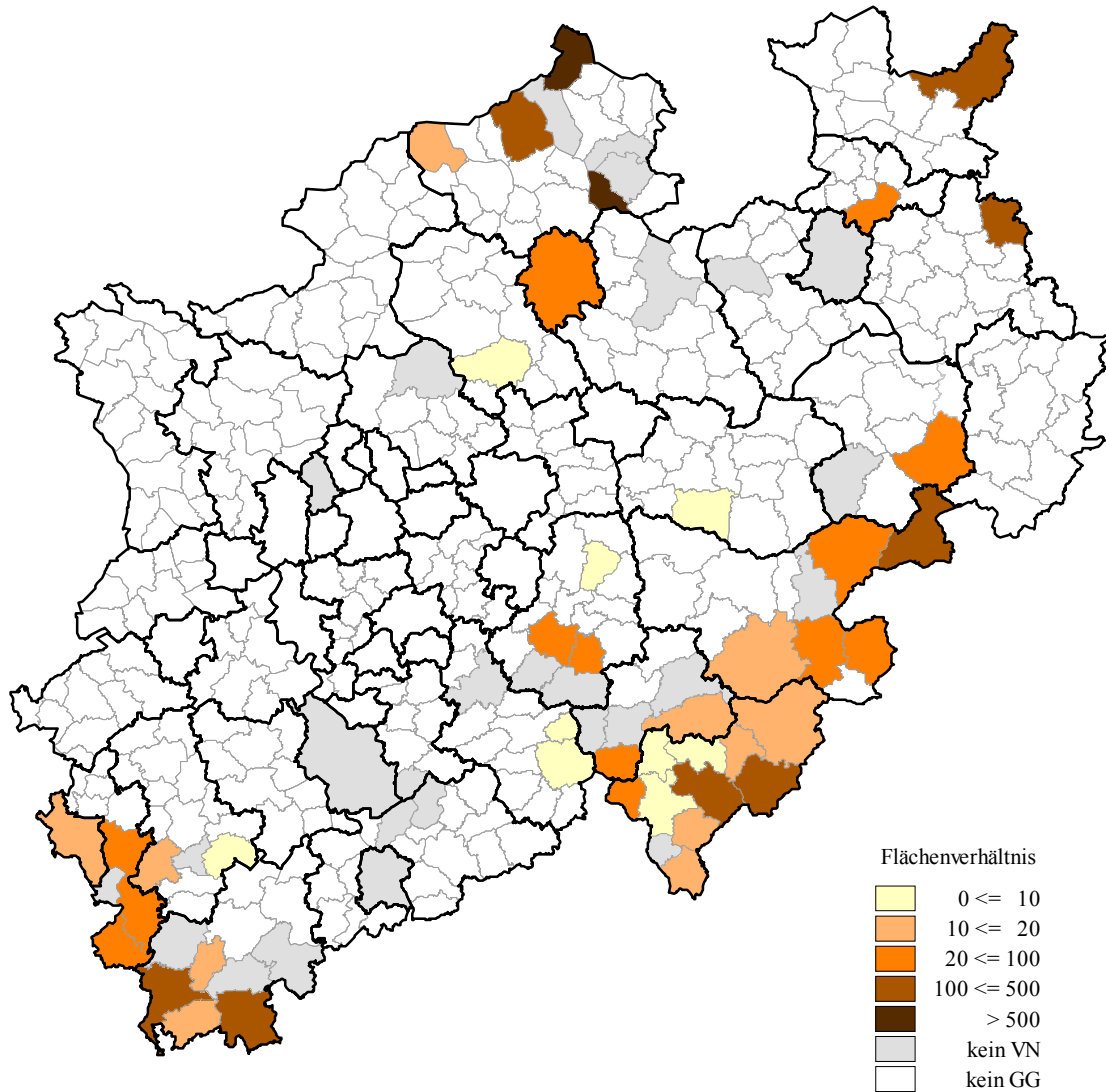 Flächenverhältnis
0 <= 10
10 <= 20
20 <= 100
100 <= 500
> 500
kein VN
kein GG